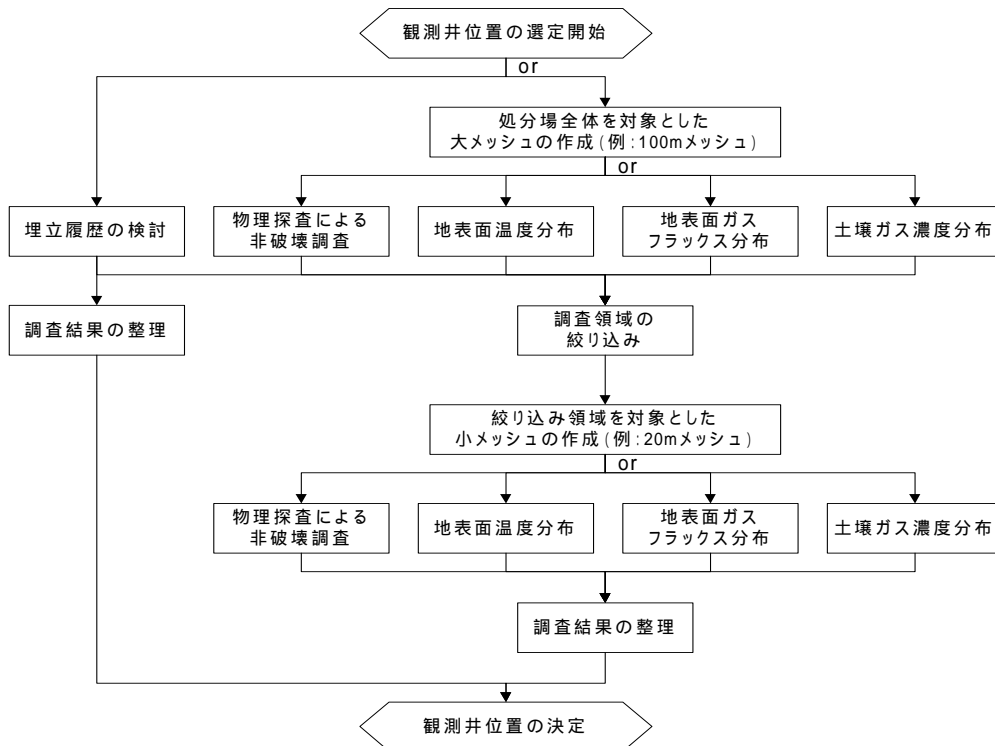 観測井位置の選定開始
or
処分場全体を対象とした
大メッシュの作成(例:100mメッシュ)
or
埋立履歴の検討
物理探査による
非破壊調査
地表面温度分布
地表面ガス
フラックス分布
土壌ガス濃度分布
調査結果の整理
調査領域の
絞り込み
絞り込み領域を対象とした
小メッシュの作成(例:20mメッシュ)
or
物理探査による
非破壊調査
地表面温度分布
地表面ガス
フラックス分布
土壌ガス濃度分布
調査結果の整理
観測井位置の決定